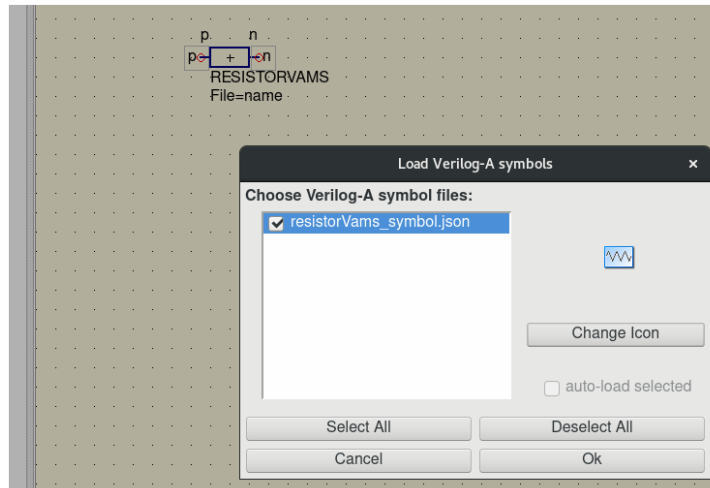 p n
p + n
RESISTORVAMS
File=name
Load Verilog-A symbols ×
Choose Verilog-A symbol files:
resistorVams_symbol.json
Change Icon
auto-load selected
Select All Deselect All
Cancel Ok